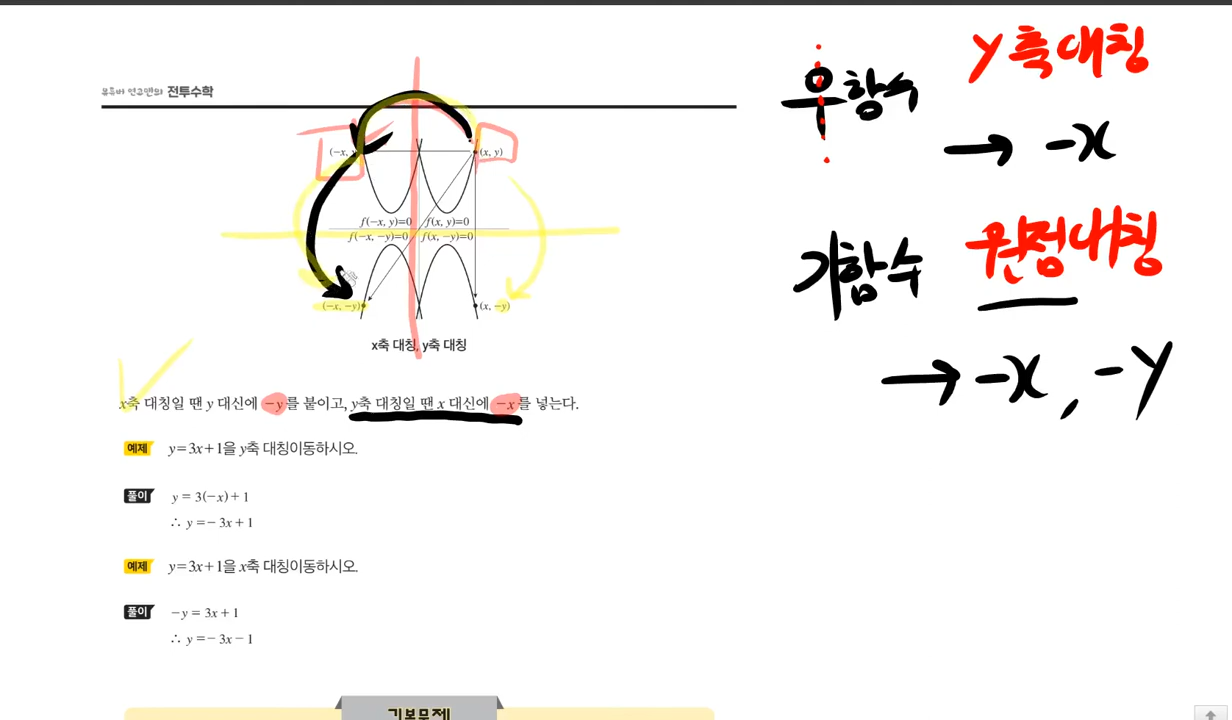 유튜버 연고맨의 전투수학
(x, y)
f(−x, y)=0 f(x, y)=0
f(−x, −y)=0 f(x, −y)=0
(−x, −y) (x, −y)
x축 대칭, y축 대칭
x축 대칭일 땐 y 대신에 −y를 붙이고, y축 대칭일 땐 x 대신에 −x를 넣는다.
예제 y=3x+1을 y축 대칭이동하시오.
풀이 y = 3(−x)+1
∴ y=−3x+1
예제 y=3x+1을 x축 대칭이동하시오.
풀이 −y = 3x+1
∴ y=−3x−1
기본문제
우함수 y축대칭
→ −x
기함수 원점대칭
→ −x, −y